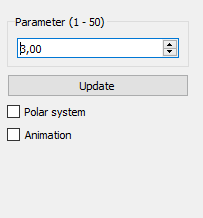 Parameter (1 - 50)
3,00
Update
Polar system
Animation